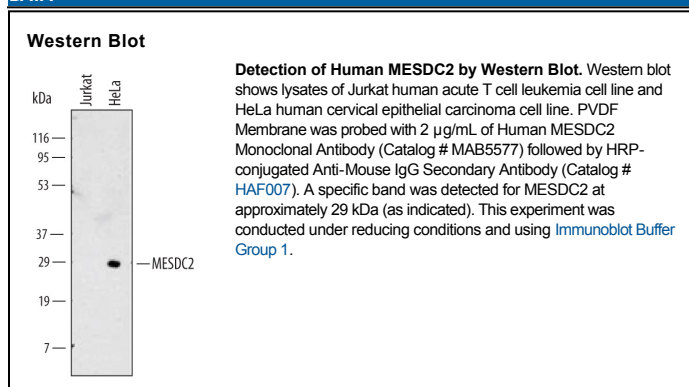 Western Blot
Detection of Human MESDC2 by Western Blot. Western blot
shows lysates of Jurkat human acute T cell leukemia cell line and
HeLa human cervical epithelial carcinoma cell line. PVDF
Membrane was probed with 2 µg/mL of Human MESDC2
Monoclonal Antibody (Catalog # MAB5577) followed by HRP-
conjugated Anti-Mouse IgG Secondary Antibody (Catalog #
HAF007). A specific band was detected for MESDC2 at
approximately 29 kDa (as indicated). This experiment was
conducted under reducing conditions and using Immunoblot Buffer
Group 1.
kDa
Jurkat
HeLa
116
95
53
37
29
MESDC2
19
7